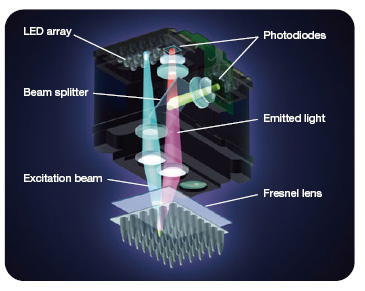 LED array
Photodiodes
Beam splitter
Emitted light
Excitation beam
Fresnel lens